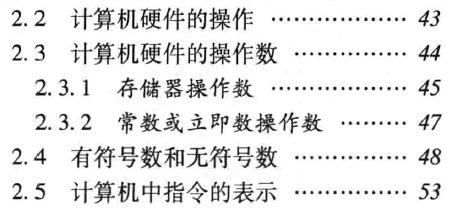 2.2 计算机硬件的操作 ……………… 43
2.3 计算机硬件的操作数 …………… 44
2.3.1 存储器操作数 ……………… 45
2.3.2 常数或立即数操作数 ……… 47
2.4 有符号数和无符号数 …………… 48
2.5 计算机中指令的表示 …………… 53